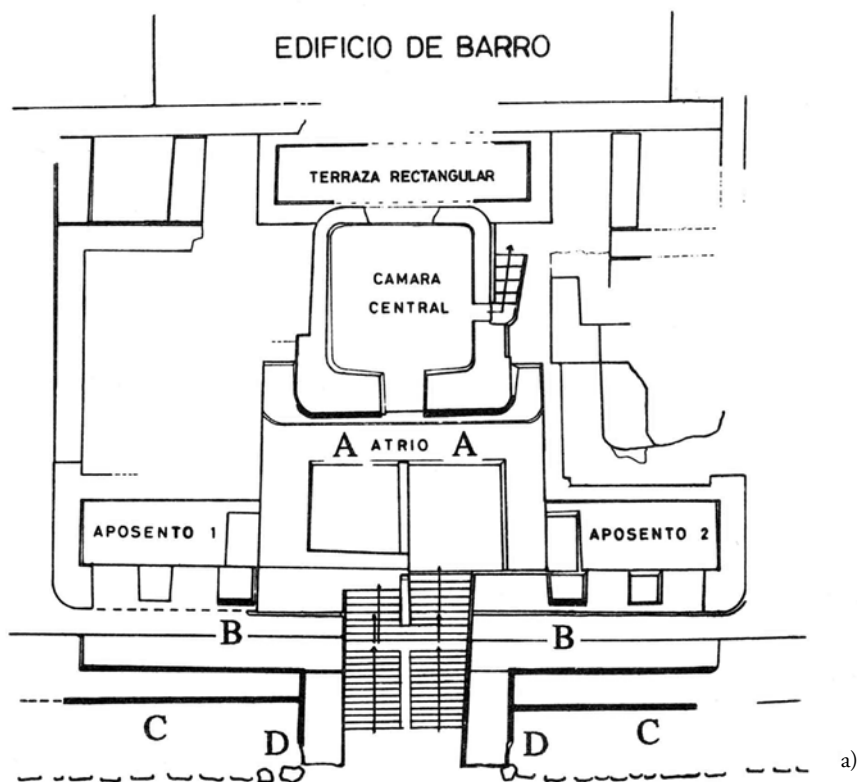 EDIFICIO DE BARRO
TERRAZA RECTANGULAR
CAMARA
CENTRAL
A ATRIO A
APOSENTO 1
APOSENTO 2
B
B
C
C
D
D
a)